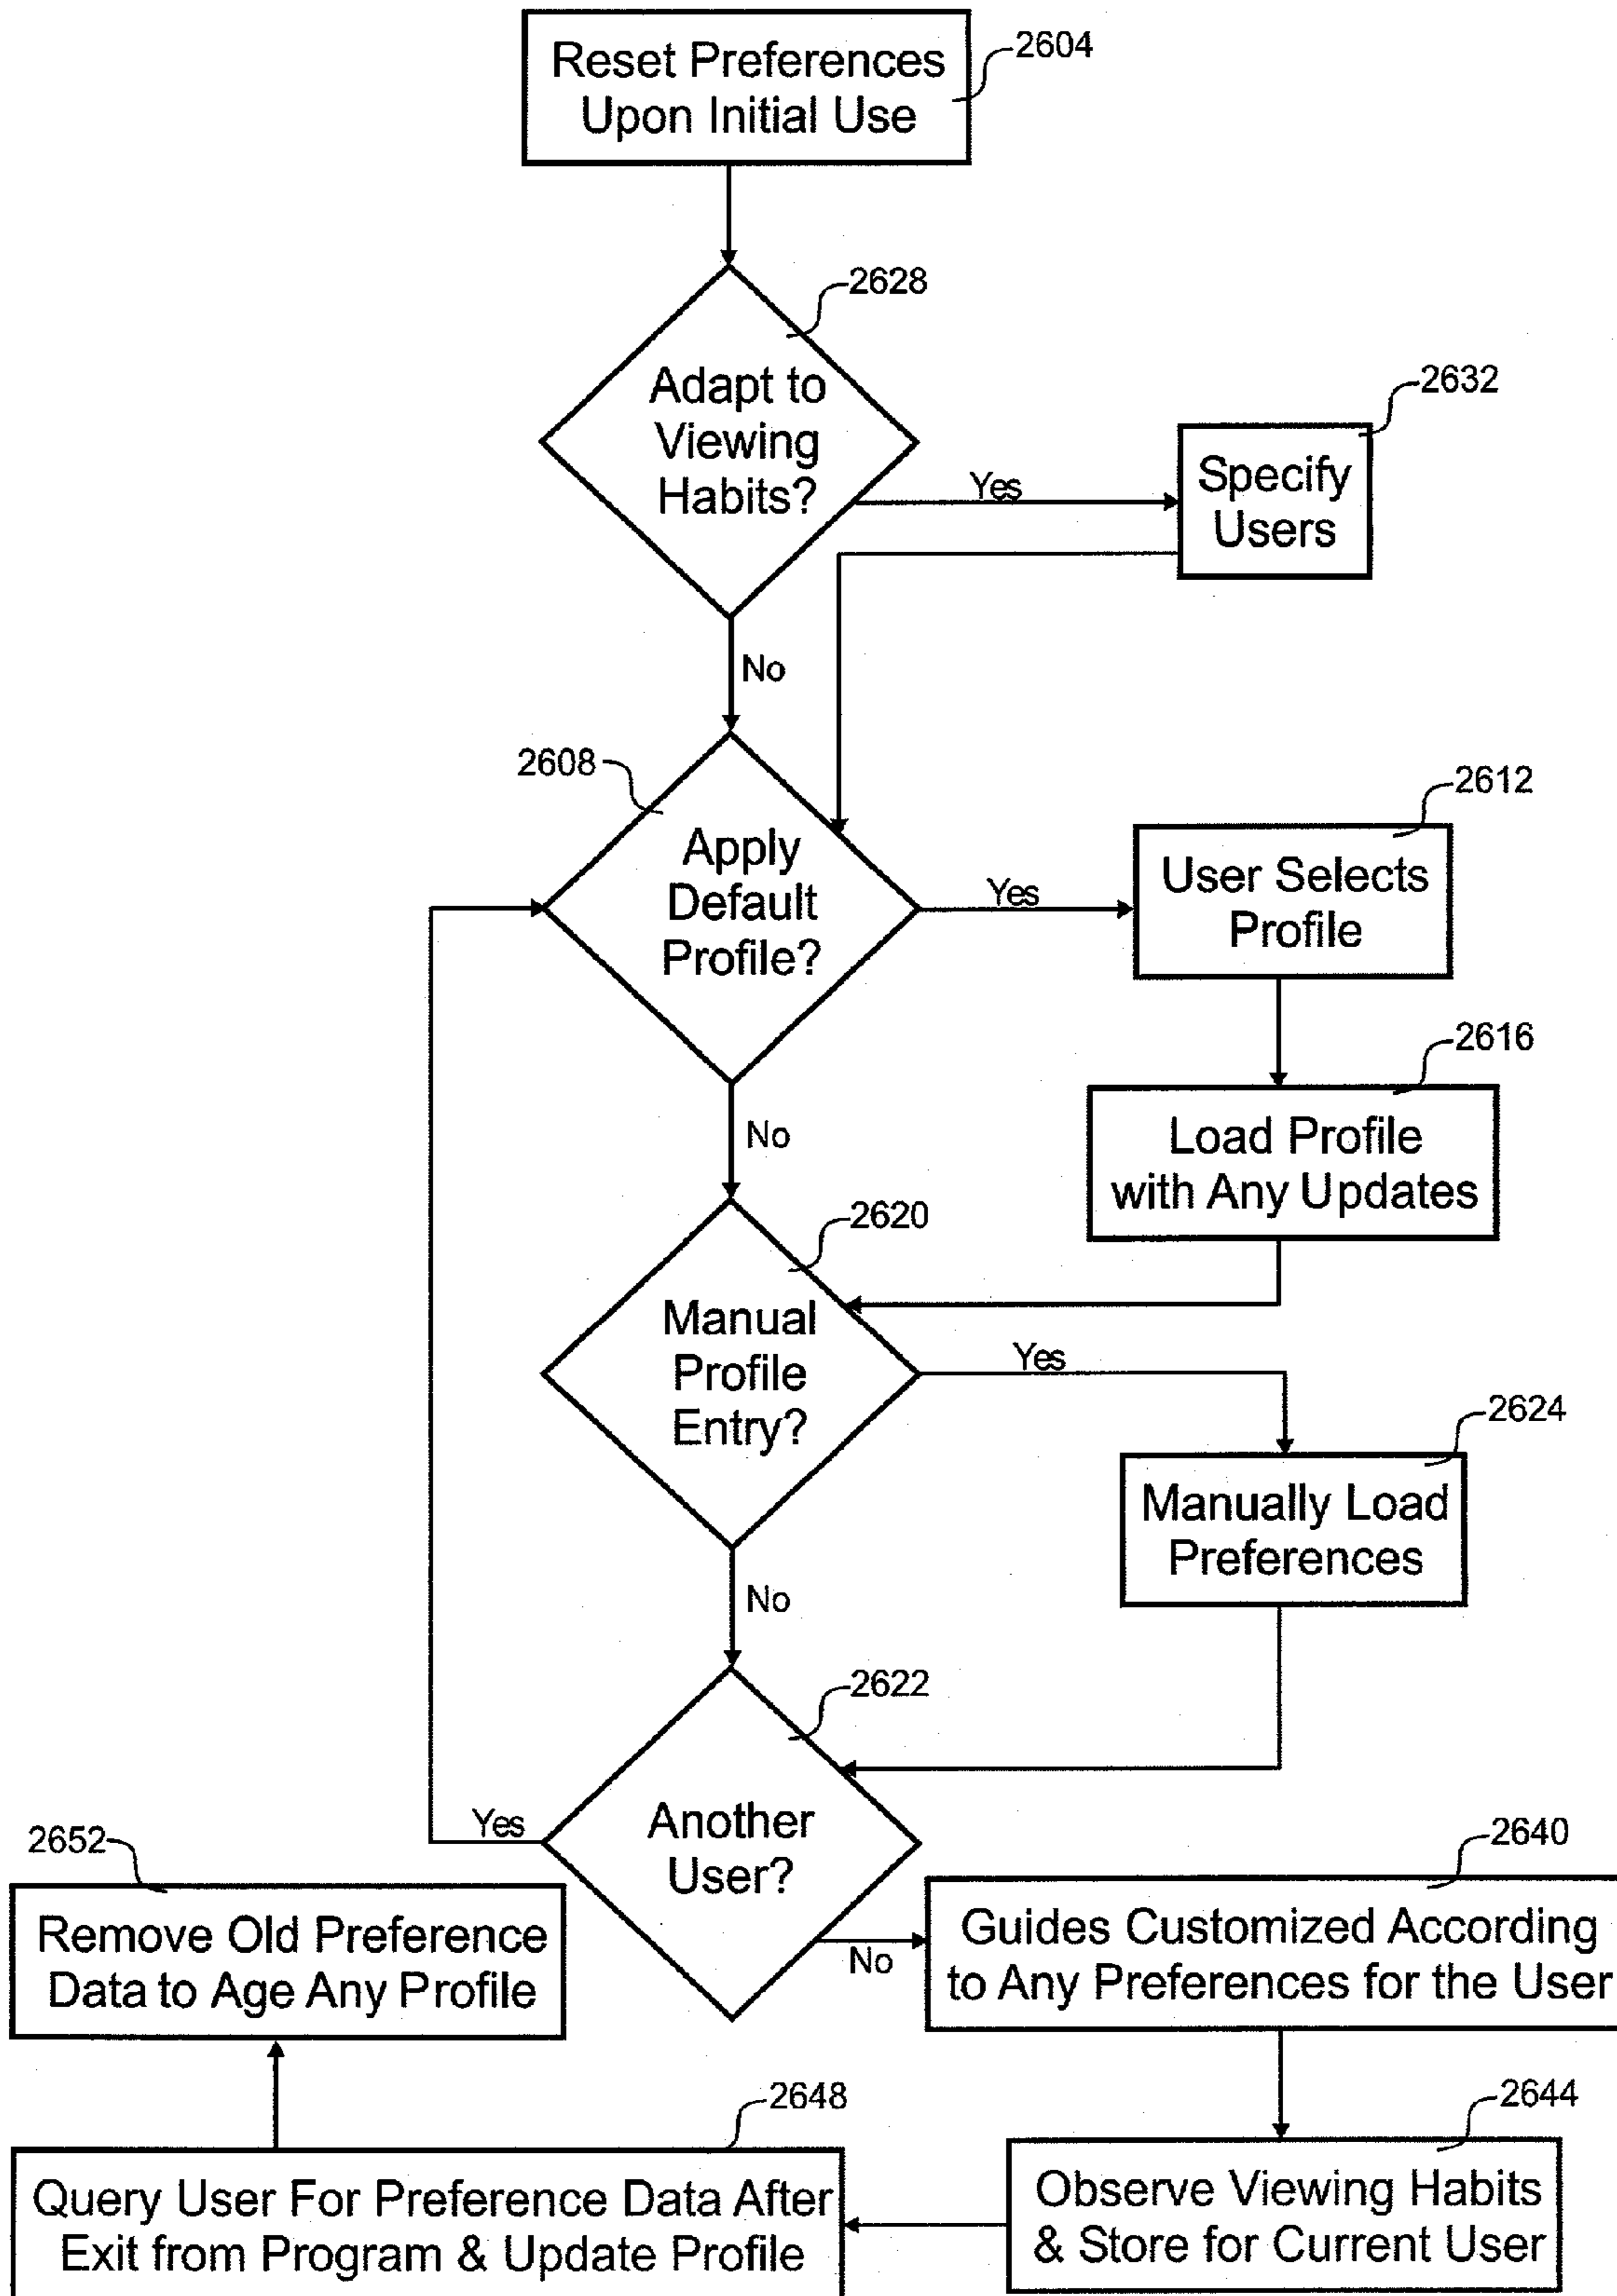 Reset Preferences
Upon Initial Use
2604
2628
Adapt to
Viewing
Habits?
Yes
2632
Specify
Users
No
2608
Apply
Default
Profile?
Yes
2612
User Selects
Profile
2616
Load Profile
with Any Updates
No
2620
Manual
Profile
Entry?
Yes
2624
Manually Load
Preferences
No
2622
Another
User?
Yes
No
2640
Guides Customized According
to Any Preferences for the User
2644
Observe Viewing Habits
& Store for Current User
2648
Query User For Preference Data After
Exit from Program & Update Profile
2652
Remove Old Preference
Data to Age Any Profile